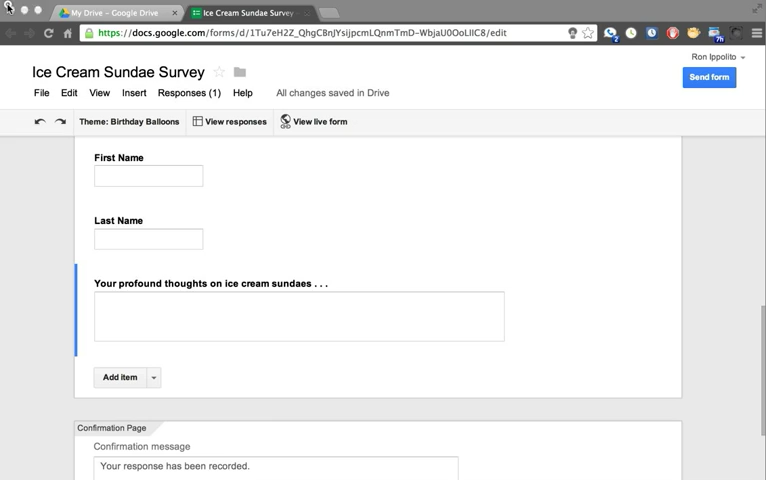 My Drive - Google Drive
Ice Cream Sundae Survey
https://docs.google.com/forms/d/1Tu7eH2Z_QhgCBnJYsijpcmLQnmTmD-WbjaU0OoLIIC8/edit
2
7h
Ron Ippolito
Ice Cream Sundae Survey
Send form
File Edit View Insert Responses (1) Help All changes saved in Drive
Theme: Birthday Balloons View responses View live form
First Name
Last Name
Your profound thoughts on ice cream sundaes . . .
Add item
Confirmation Page
Confirmation message
Your response has been recorded.